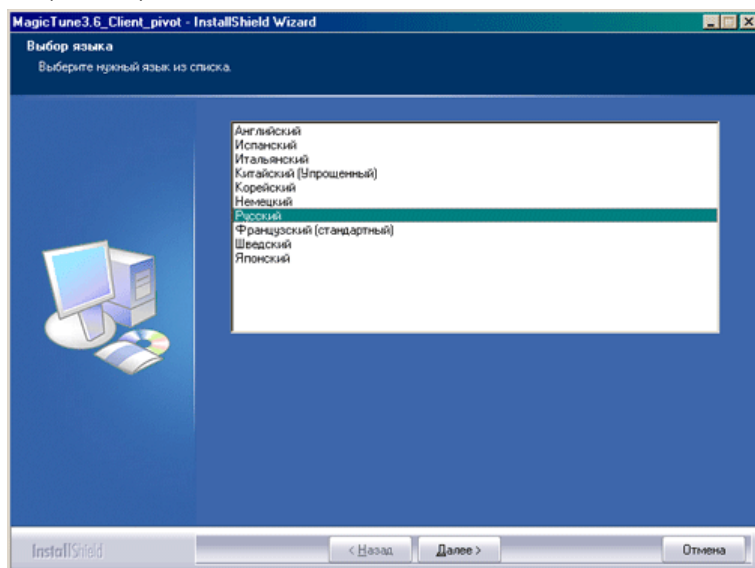 MagicTune3.6_Client_pivot - InstallShield Wizard
Выбор языка
Выберите нужный язык из списка.
Английский
Испанский
Итальянский
Китайский (Упрощенный)
Корейский
Немецкий
Русский
Французский (стандартный)
Шведский
Японский
InstallShield
< Назад
Далее >
Отмена